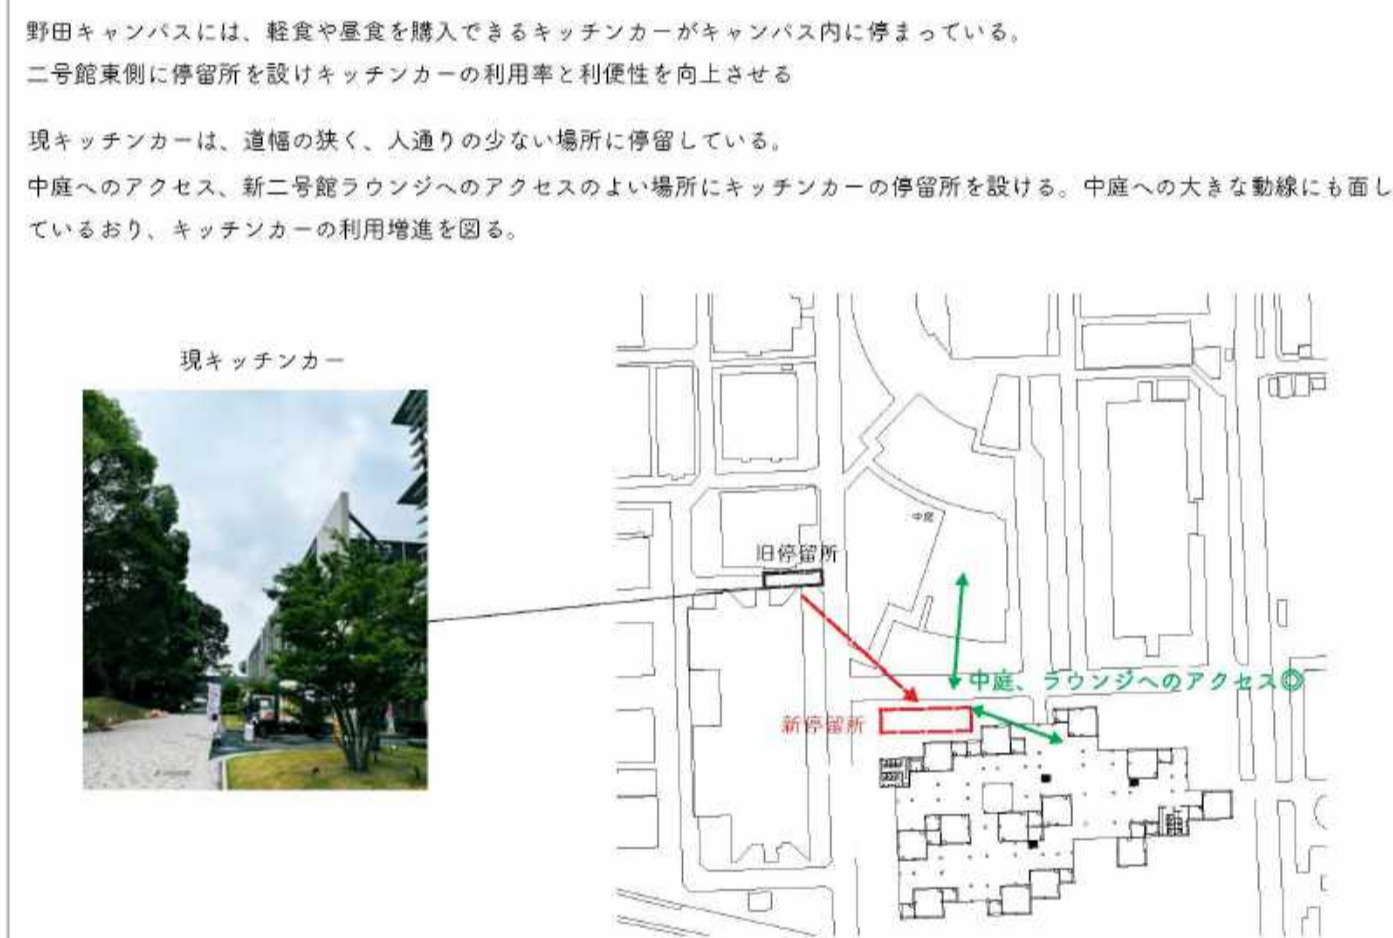 野田キャンパスには、軽食や昼食を購入できるキッチンカーがキャンパス内に停まっている。
二号館東側に停留所を設けキッチンカーの利用率と利便性を向上させる
現キッチンカーは、道幅の狭く、人通りの少ない場所に停留している。
中庭へのアクセス、新二号館ラウンジへのアクセスのよい場所にキッチンカーの停留所を設ける。中庭への大きな動線にも面し
ているおり、キッチンカーの利用増進を図る。
現キッチンカー
中庭
旧停留所
中庭、ラウンジへのアクセス◎
新停留所